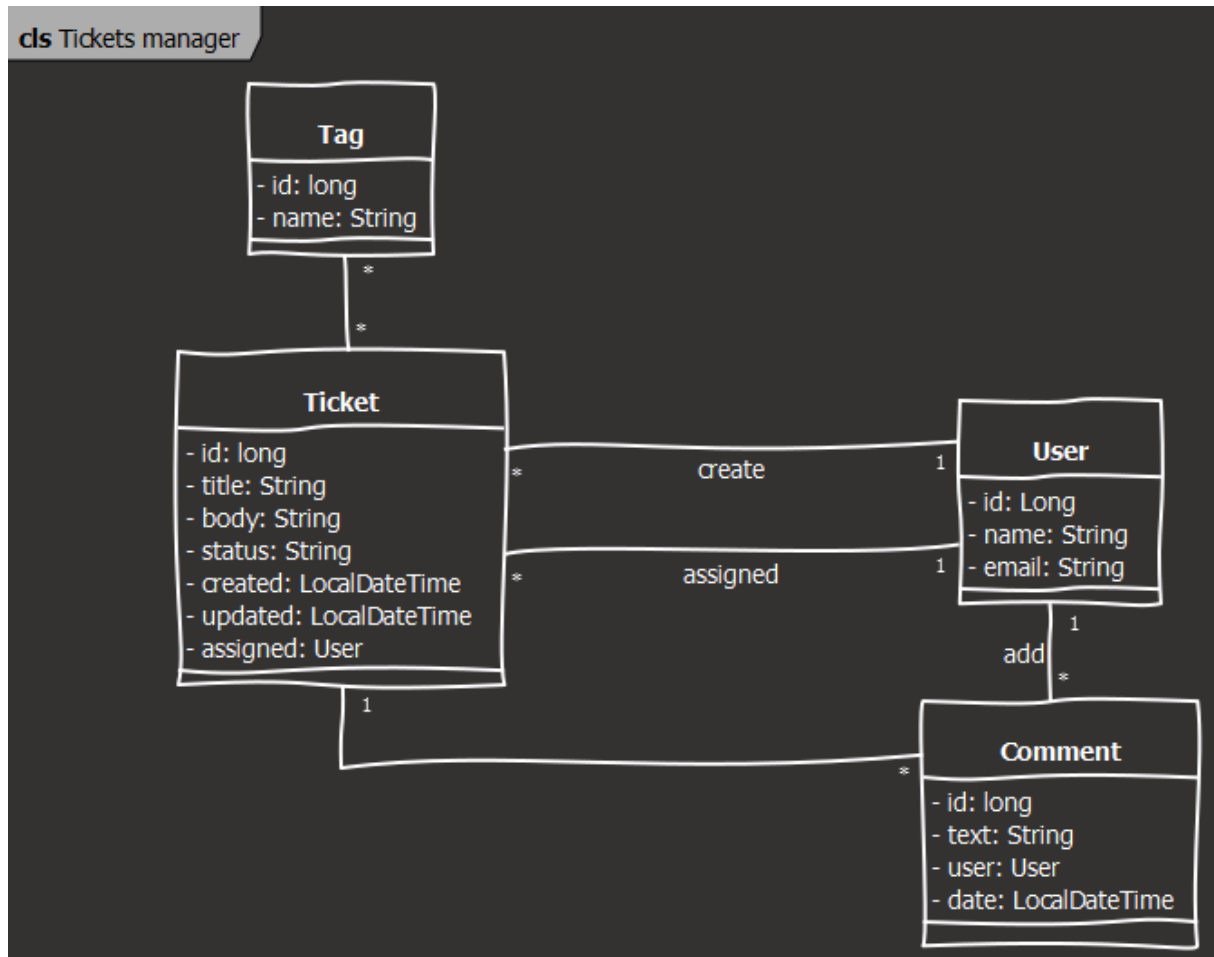 cls Tickets manager
Tag
- id: long
- name: String
*
*
Ticket
- id: long
- title: String
- body: String
- status: String
- created: LocalDateTime
- updated: LocalDateTime
- assigned: User
*
create
1
*
assigned
1
User
- id: Long
- name: String
- email: String
1
add
*
1
*
Comment
- id: long
- text: String
- user: User
- date: LocalDateTime